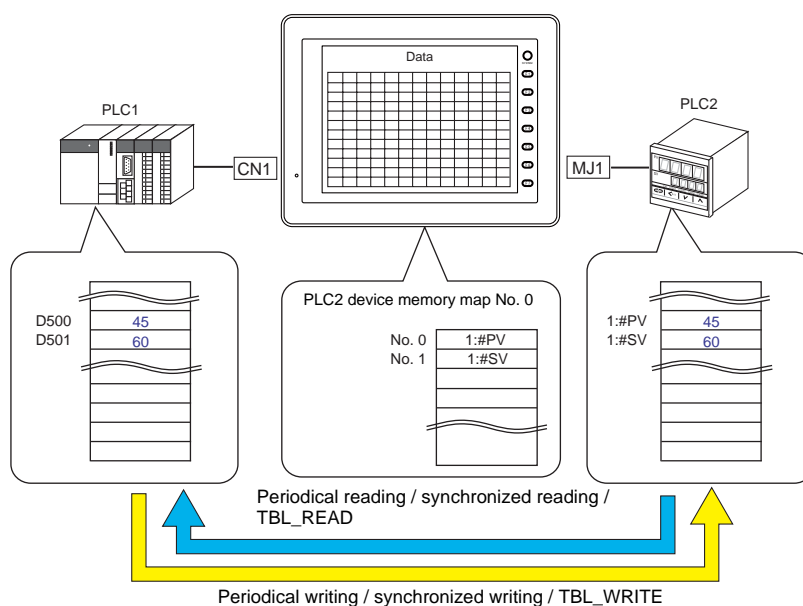 Data
PLC1
PLC2
CN1
MJ1
PLC2 device memory map No. 0
D500 45
D501 60
No. 0 1:#PV
No. 1 1:#SV
1:#PV 45
1:#SV 60
Periodical reading / synchronized reading /
TBL_READ
Periodical writing / synchronized writing / TBL_WRITE